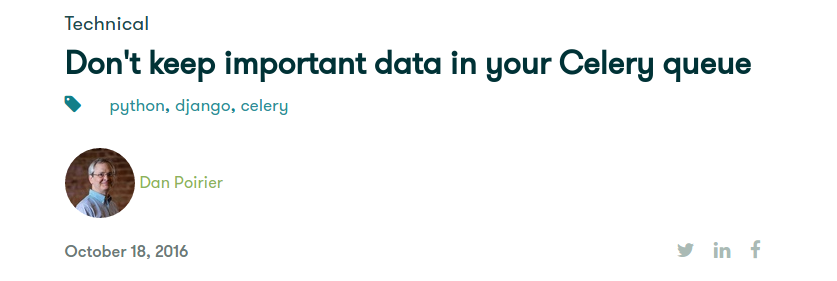 Technical
Don't keep important data in your Celery queue
python, django, celery
Dan Poirier
October 18, 2016